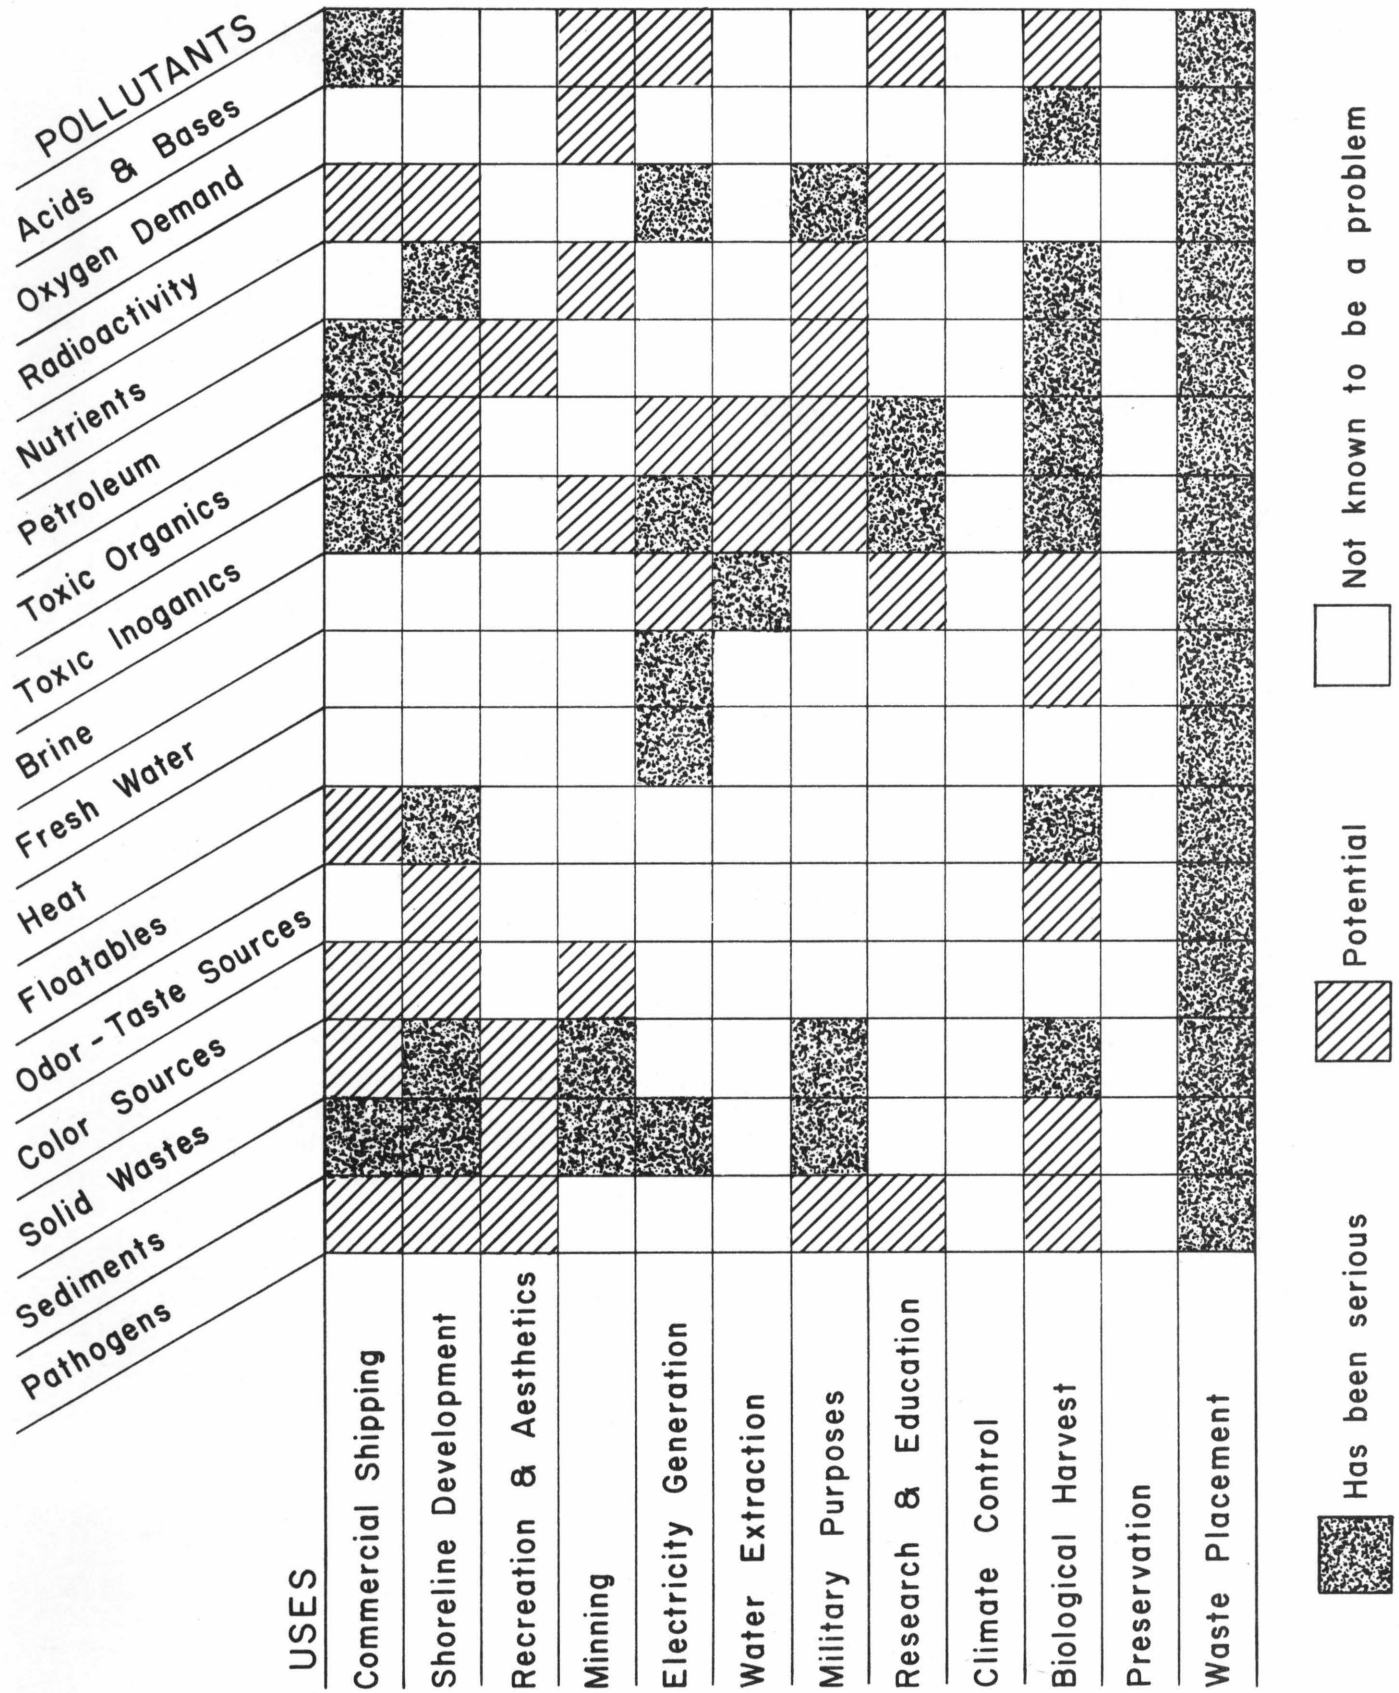 POLLUTANTS
Acids & Bases
Oxygen Demand
Radioactivity
Nutrients
Petroleum
Toxic Organics
Toxic Inoganics
Brine
Fresh Water
Heat
Floatables
Odor-Taste Sources
Color Sources
Solid Wastes
Sediments
Pathogens
USES
Commercial Shipping
Shoreline Development
Recreation & Aesthetics
Minning
Electricity Generation
Water Extraction
Military Purposes
Research & Education
Climate Control
Biological Harvest
Preservation
Waste Placement
Has been serious
Potential
Not known to be a problem